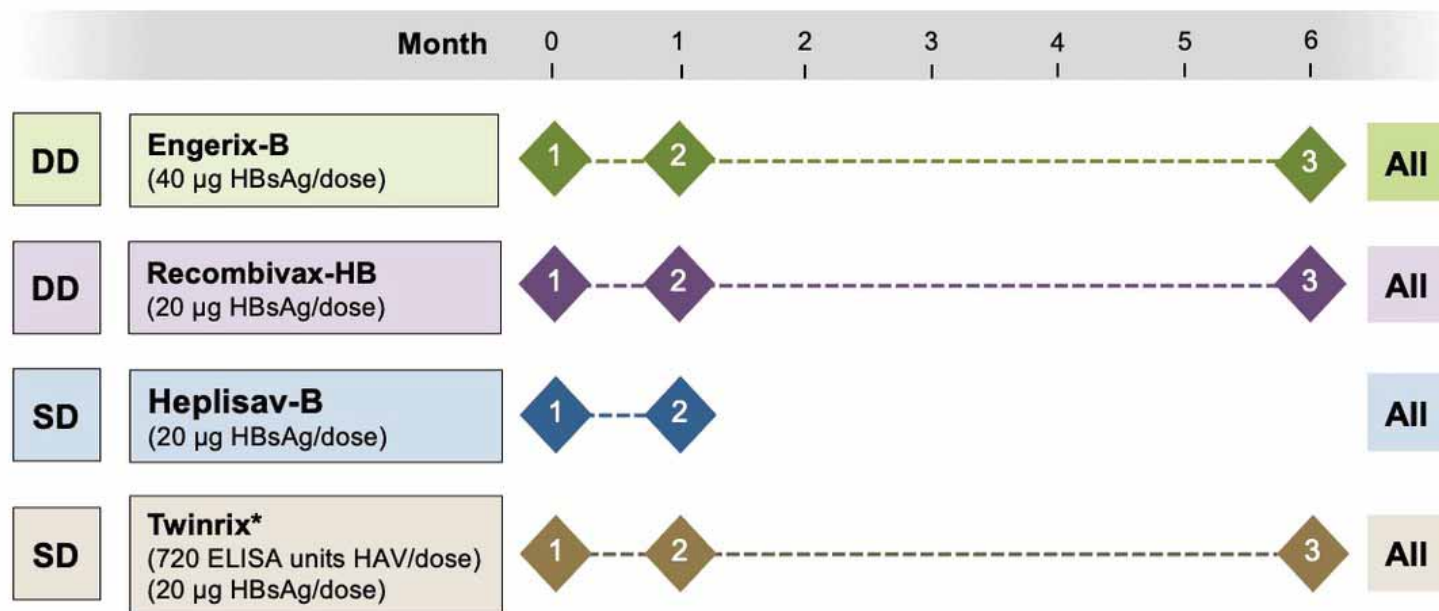 Month 0 1 2 3 4 5 6
DD
Engerix-B
(40 µg HBsAg/dose)
1 2 3
All
DD
Recombivax-HB
(20 µg HBsAg/dose)
1 2 3
All
SD
Heplisav-B
(20 µg HBsAg/dose)
1 2
All
SD
Twinrix*
(720 ELISA units HAV/dose)
(20 µg HBsAg/dose)
1 2 3
All